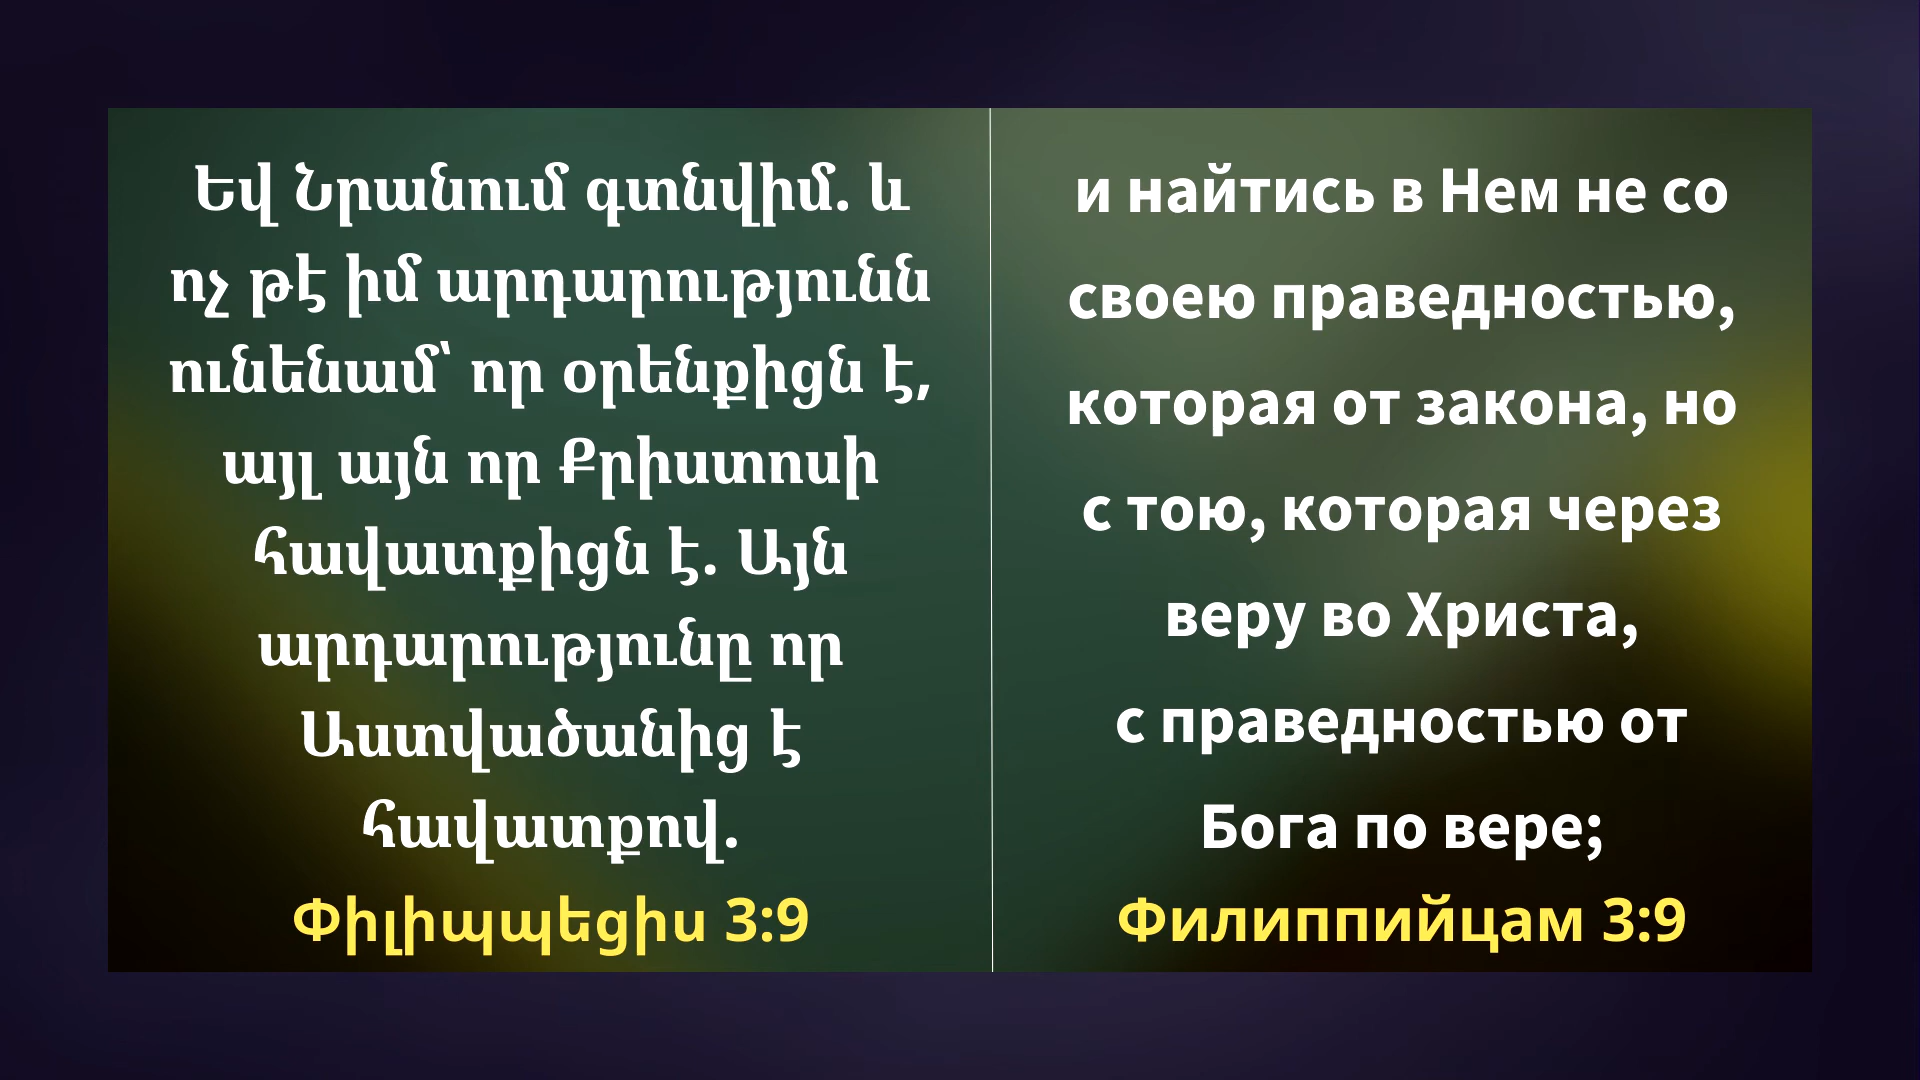 Եվ Նրանում գտնվիմ. և
ոչ թէ իմ արդարությունն
ունենամ՝ որ օրենքիցն է,
այլ այն որ Քրիստոսի
հավատքիցն է. Այն
արդարությունը որ
Աստվածանից է
հավատքով.
Փիլիպպեցիս 3:9
и найтись в Нем не со
своею праведностью,
которая от закона, но
с тою, которая через
веру во Христа,
с праведностью от
Бога по вере;
Филиппийцам 3:9